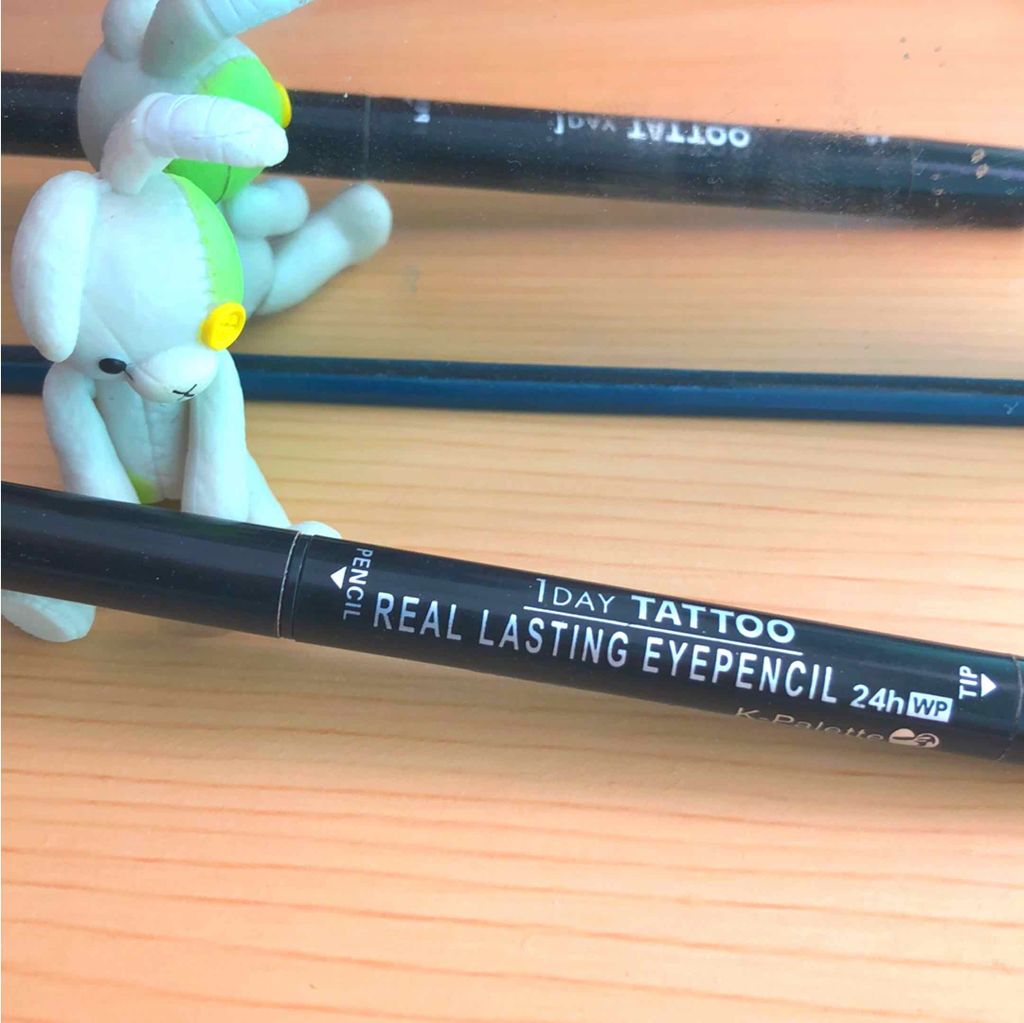 PENCIL
1DAY TATTOO
REAL LASTING EYEPENCIL 24h WP
TIP
K-Palette
1DAY TATTOO